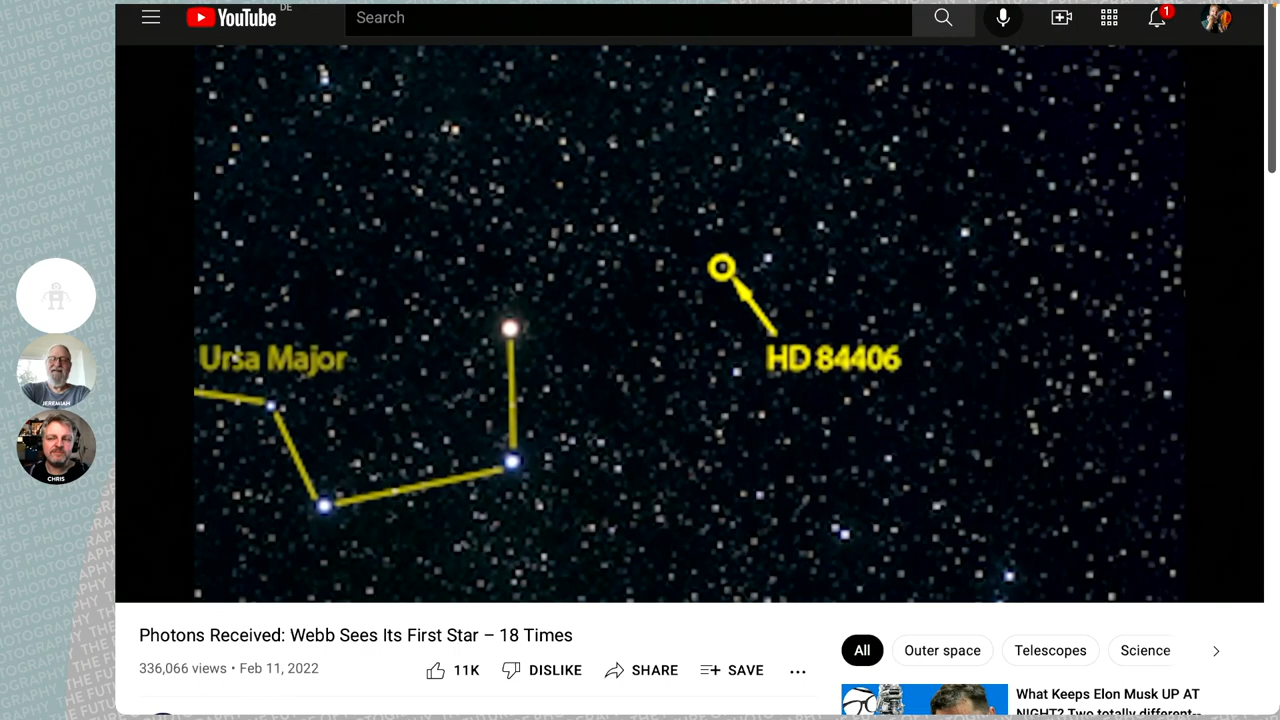 YouTube DE
Search
1
Ursa Major
HD 84406
JEREMIAH
CHRIS
Photons Received: Webb Sees Its First Star – 18 Times
336,066 views • Feb 11, 2022
11K
DISLIKE
SHARE
SAVE
All
Outer space
Telescopes
Science
What Keeps Elon Musk UP AT
NIGHT? Two totally different--